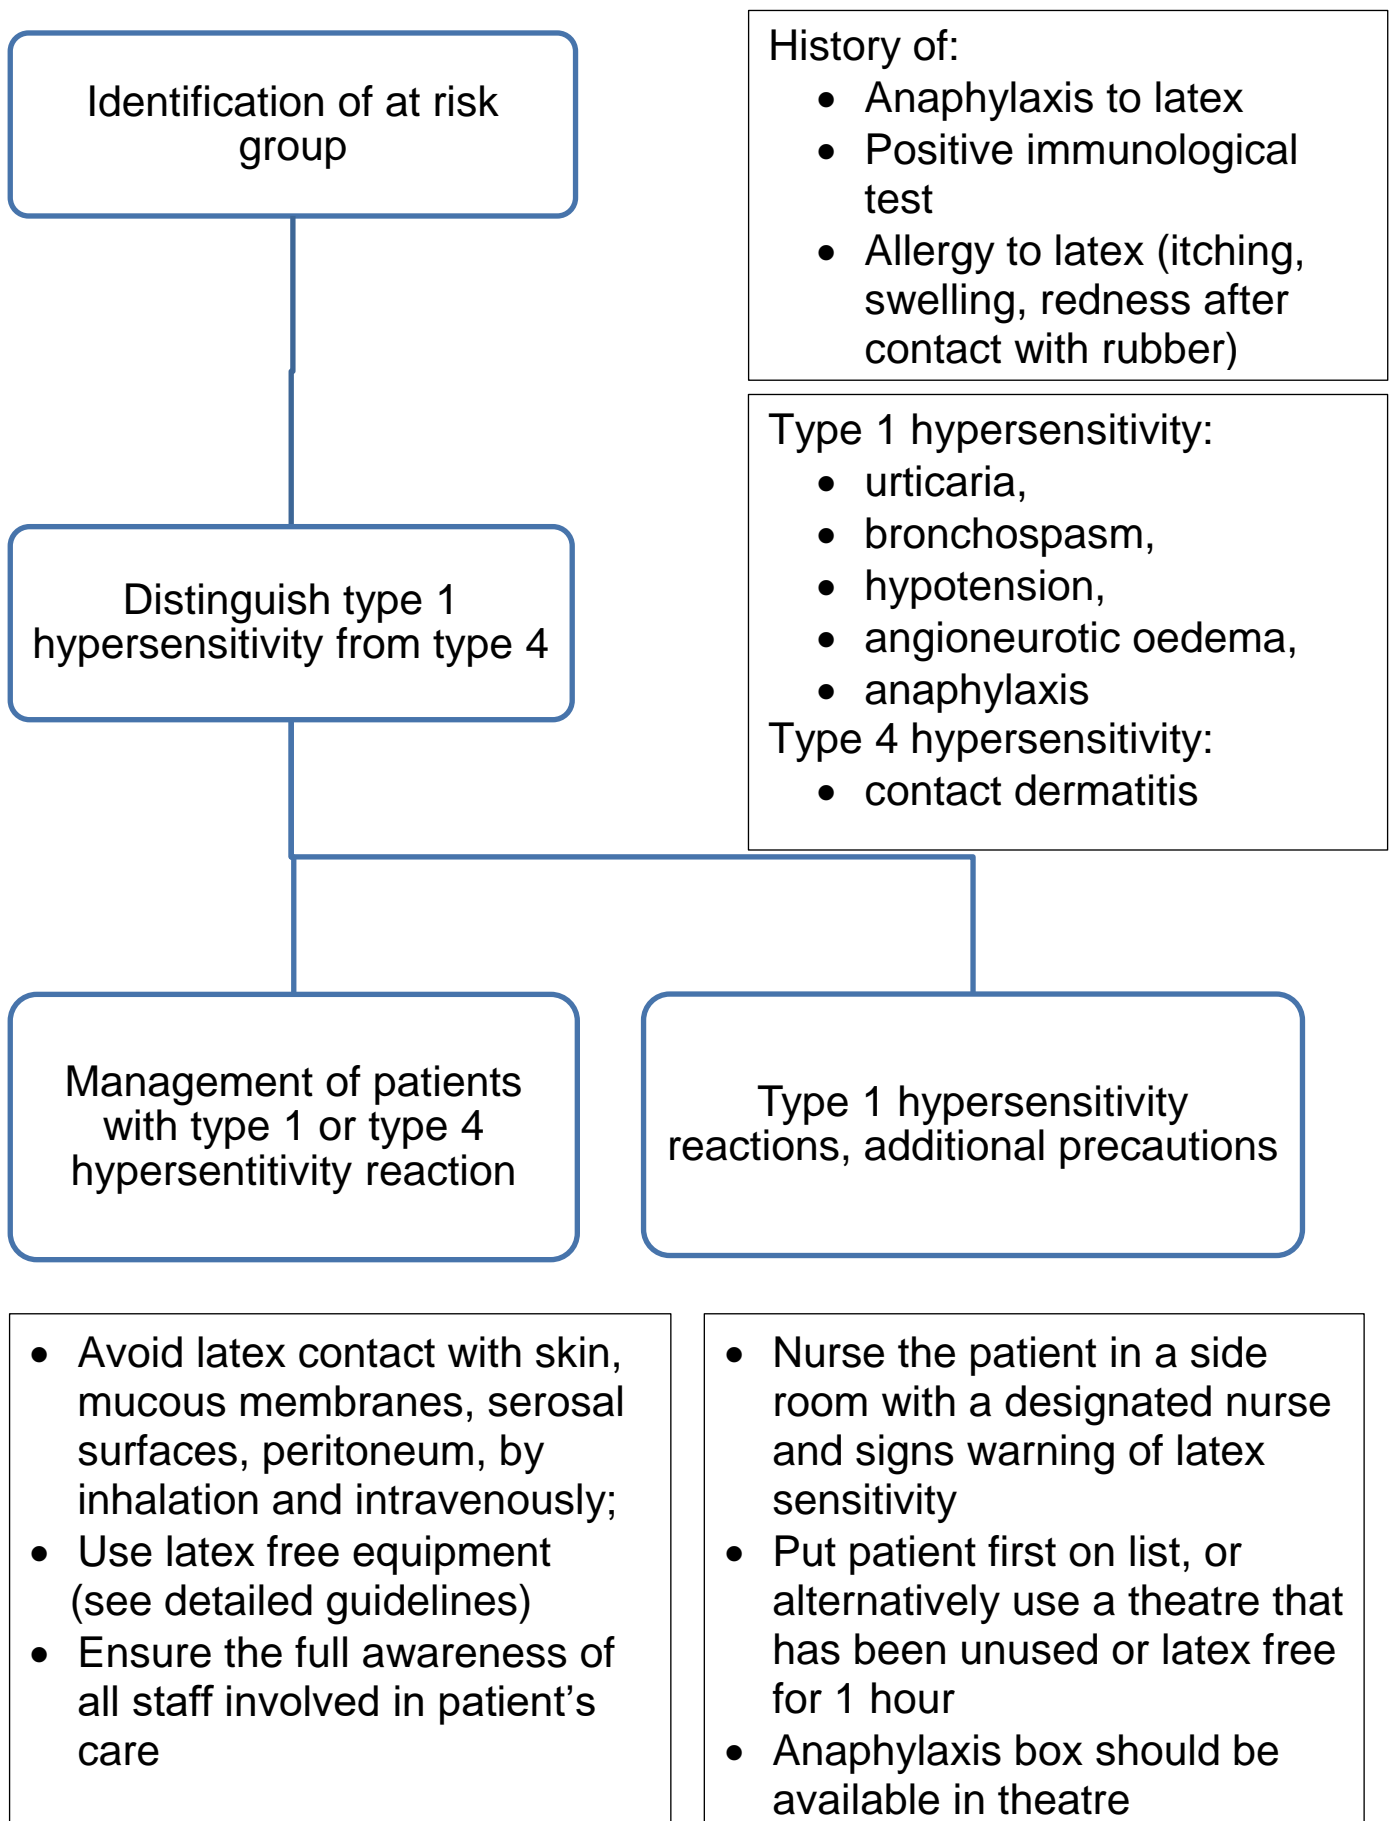 Identification of at risk
group
History of:
• Anaphylaxis to latex
• Positive immunological
test
• Allergy to latex (itching,
swelling, redness after
contact with rubber)
Type 1 hypersensitivity:
• urticaria,
• bronchospasm,
• hypotension,
• angioneurotic oedema,
• anaphylaxis
Type 4 hypersensitivity:
• contact dermatitis
Distinguish type 1
hypersensitivity from type 4
Management of patients
with type 1 or type 4
hypersentitivity reaction
Type 1 hypersensitivity
reactions, additional precautions
• Avoid latex contact with skin,
mucous membranes, serosal
surfaces, peritoneum, by
inhalation and intravenously;
• Use latex free equipment
(see detailed guidelines)
• Ensure the full awareness of
all staff involved in patient’s
care
• Nurse the patient in a side
room with a designated nurse
and signs warning of latex
sensitivity
• Put patient first on list, or
alternatively use a theatre that
has been unused or latex free
for 1 hour
• Anaphylaxis box should be
available in theatre